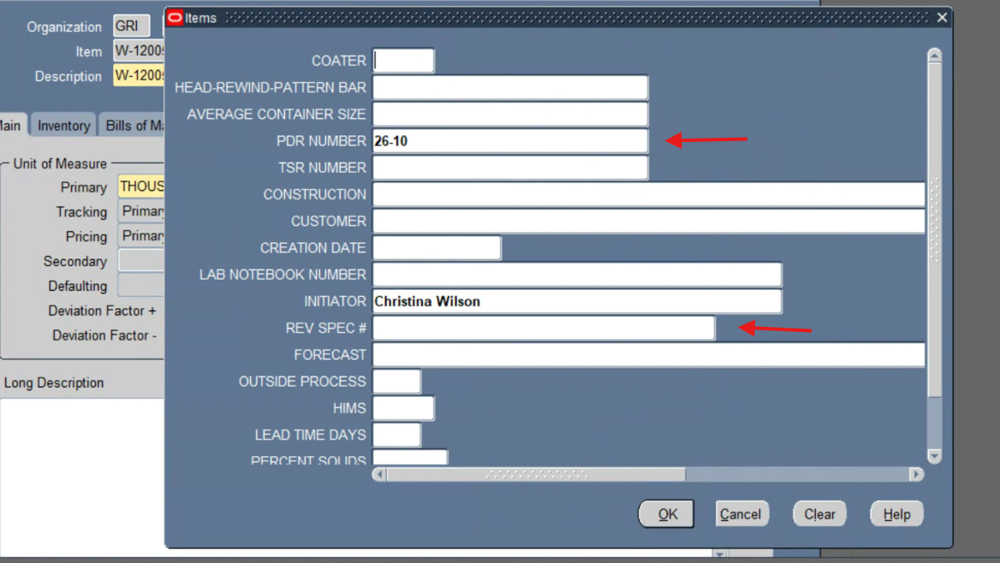 Items
Organization GRI
Item W-1200
Description W-1200
Main Inventory Bills of Ma
Unit of Measure
Primary THOUS
Tracking Primar
Pricing Primar
Secondary
Defaulting
Deviation Factor +
Deviation Factor -
Long Description
COATER
HEAD-REWIND-PATTERN BAR
AVERAGE CONTAINER SIZE
PDR NUMBER 26-10
TSR NUMBER
CONSTRUCTION
CUSTOMER
CREATION DATE
LAB NOTEBOOK NUMBER
INITIATOR Christina Wilson
REV SPEC #
FORECAST
OUTSIDE PROCESS
HIMS
LEAD TIME DAYS
PERCENT SOLIDS
OK Cancel Clear Help